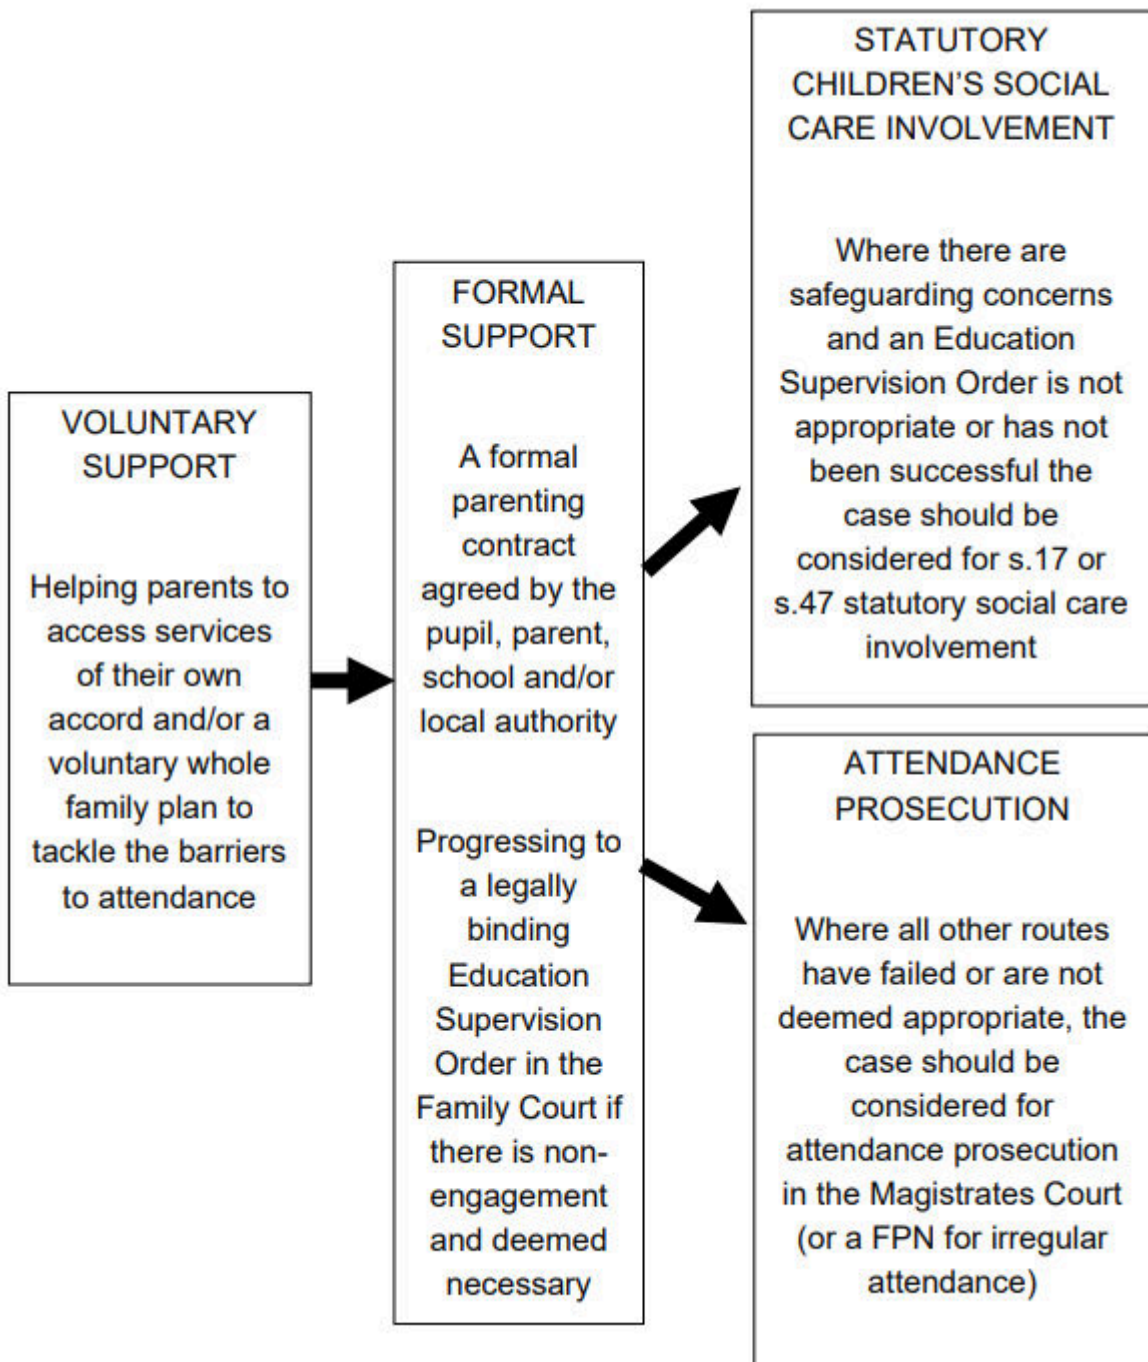 VOLUNTARY
SUPPORT
Helping parents to
access services
of their own
accord and/or a
voluntary whole
family plan to
tackle the barriers
to attendance
FORMAL
SUPPORT
A formal
parenting
contract
agreed by the
pupil, parent,
school and/or
local authority
Progressing to
a legally
binding
Education
Supervision
Order in the
Family Court if
there is non-
engagement
and deemed
necessary
STATUTORY
CHILDREN'S SOCIAL
CARE INVOLVEMENT
Where there are
safeguarding concerns
and an Education
Supervision Order is not
appropriate or has not
been successful the
case should be
considered for s.17 or
s.47 statutory social care
involvement
ATTENDANCE
PROSECUTION
Where all other routes
have failed or are not
deemed appropriate, the
case should be
considered for
attendance prosecution
in the Magistrates Court
(or a FPN for irregular
attendance)